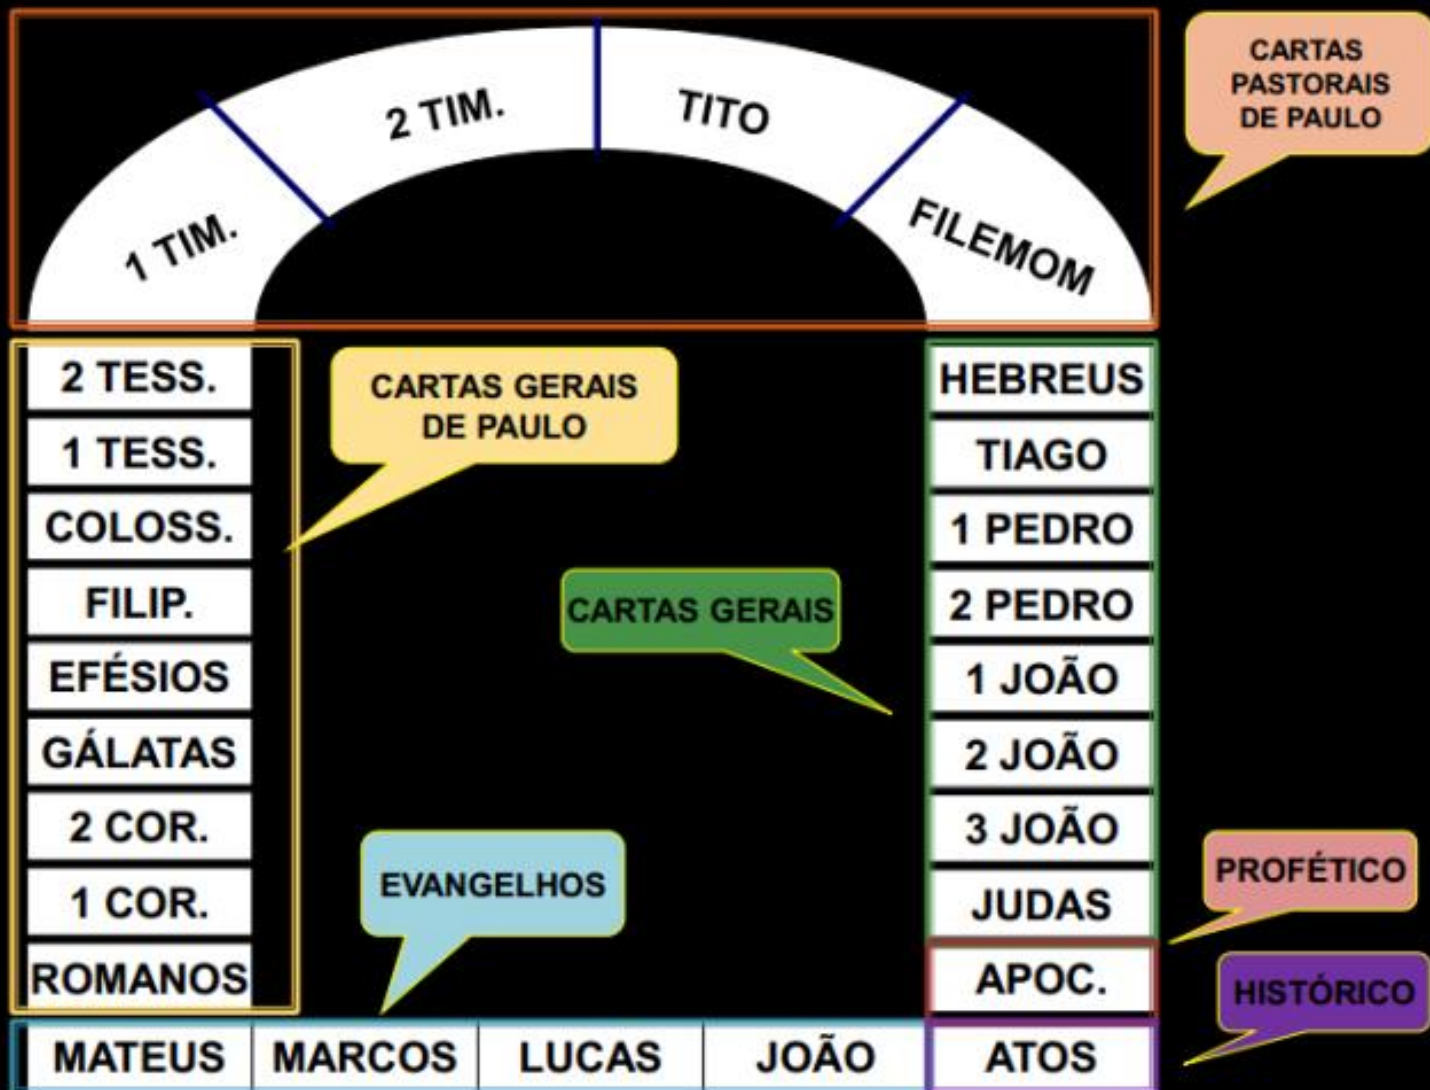 CARTAS
PASTORAIS
DE PAULO
1 TIM.
2 TIM.
TITO
FILEMOM
2 TESS.
1 TESS.
COLOSS.
FILIP.
EFÉSIOS
GÁLATAS
2 COR.
1 COR.
ROMANOS
CARTAS GERAIS
DE PAULO
CARTAS GERAIS
EVANGELHOS
HEBREUS
TIAGO
1 PEDRO
2 PEDRO
1 JOÃO
2 JOÃO
3 JOÃO
JUDAS
APOC.
PROFÉTICO
HISTÓRICO
MATEUS
MARCOS
LUCAS
JOÃO
ATOS